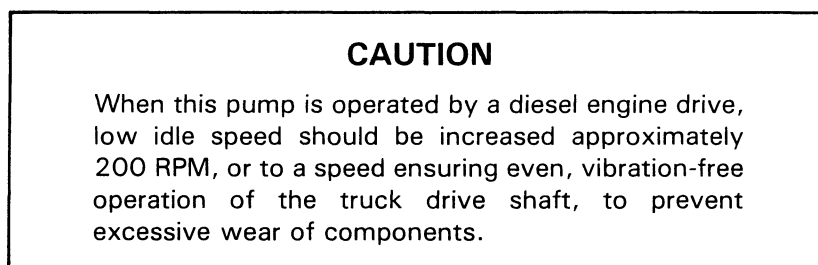 CAUTION
When this pump is operated by a diesel engine drive,
low idle speed should be increased approximately
200 RPM, or to a speed ensuring even, vibration-free
operation of the truck drive shaft, to prevent
excessive wear of components.